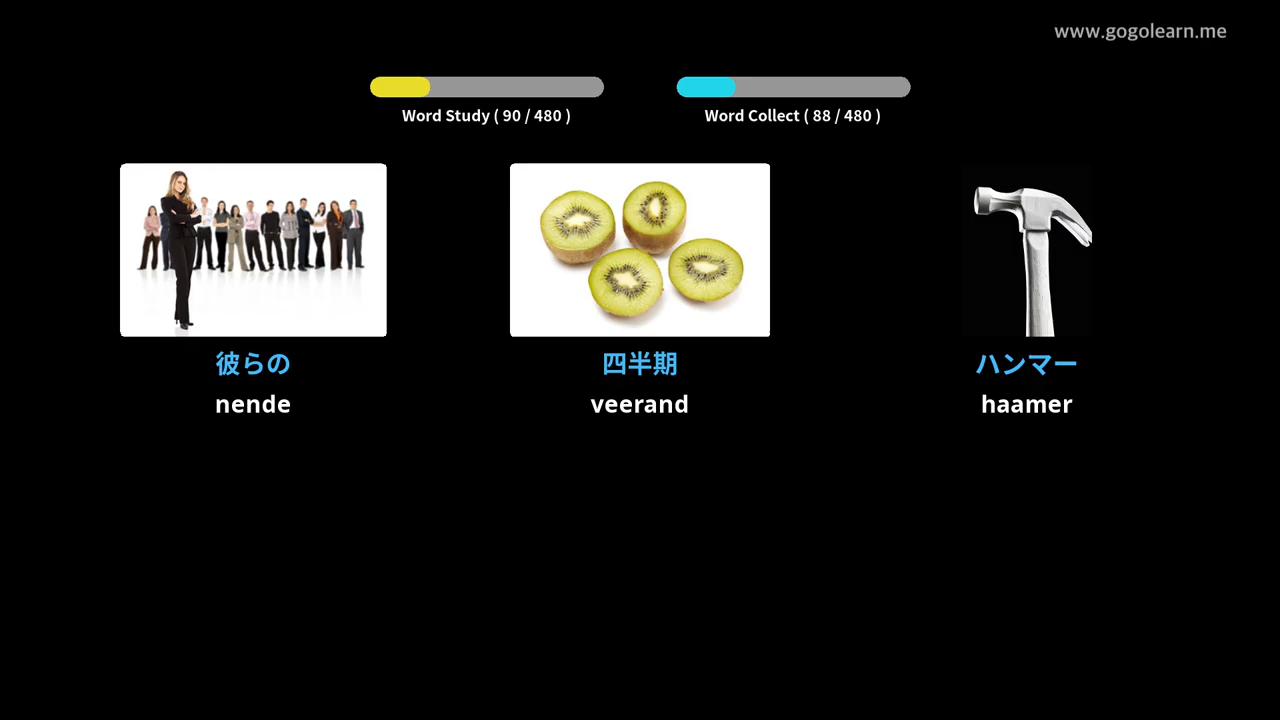 www.gogolearn.me
Word Study ( 90 / 480 )
Word Collect ( 88 / 480 )
彼らの
四半期
ハンマー
nende
veerand
haamer